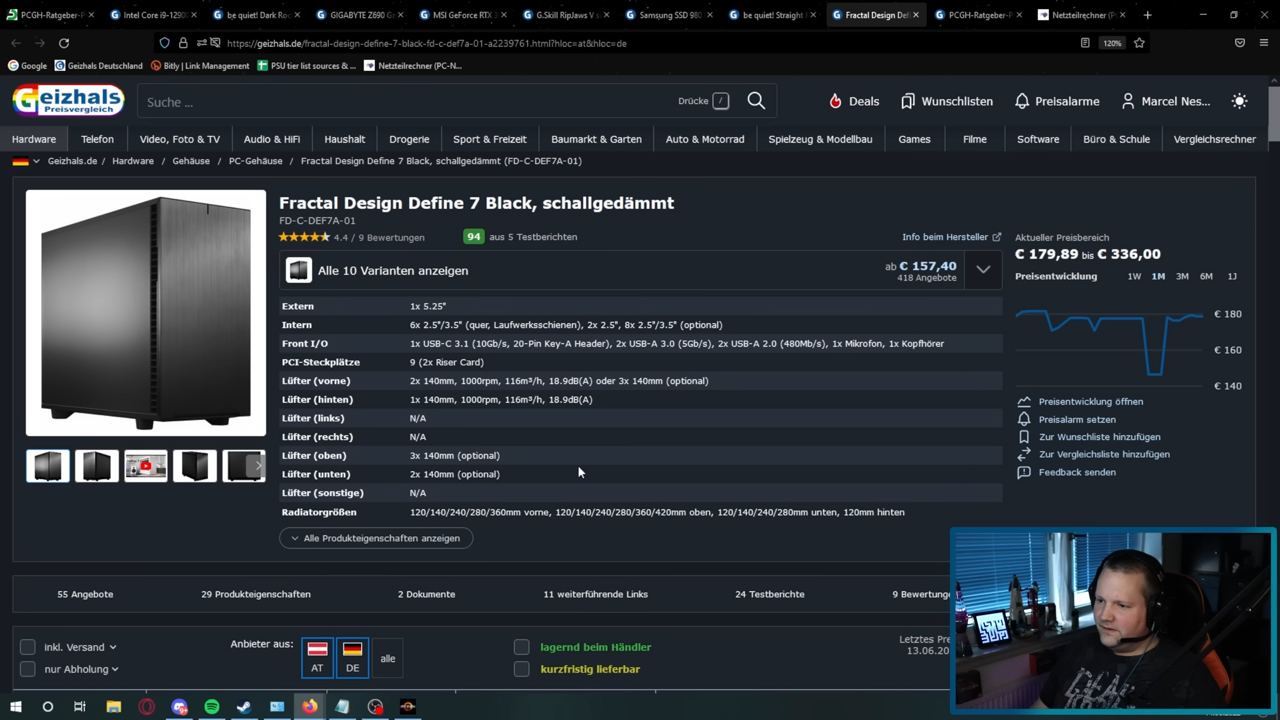 PCGH-Ratgeber-P
Intel Core i9-1290
be quiet! Dark Ro
GIGABYTE Z690 G
MSI GeForce RTX 3
G.Skill RipJaws V s
Samsung SSD 980
be quiet! Straight
Fractal Design Def
PCGH-Ratgeber-P
Netzteilrechner (P
https://geizhals.de/fractal-design-define-7-black-fd-c-def7a-01-a2239761.html?hloc=at&hloc=de
120%
Google
Geizhals Deutschland
Bitly | Link Management
PSU tier list sources & ...
Netzteilrechner (PC-N...
Geizhals
Preisvergleich
Suche ...
Drücke /
Deals
Wunschlisten
Preisalarme
Marcel Nes...
Hardware
Telefon
Video, Foto & TV
Audio & HiFi
Haushalt
Drogerie
Sport & Freizeit
Baumarkt & Garten
Auto & Motorrad
Spielzeug & Modellbau
Games
Filme
Software
Büro & Schule
Vergleichsrechner
Geizhals.de / Hardware / Gehäuse / PC-Gehäuse / Fractal Design Define 7 Black, schallgedämmt (FD-C-DEF7A-01)
Fractal Design Define 7 Black, schallgedämmt
FD-C-DEF7A-01
4.4 / 9 Bewertungen
94 aus 5 Testberichten
Info beim Hersteller
Alle 10 Varianten anzeigen
ab € 157,40
418 Angebote
Extern 1x 5.25"
Intern 6x 2.5"/3.5" (quer, Laufwerksschienen), 2x 2.5", 8x 2.5"/3.5" (optional)
Front I/O 1x USB-C 3.1 (10Gb/s, 20-Pin Key-A Header), 2x USB-A 3.0 (5Gb/s), 2x USB-A 2.0 (480Mb/s), 1x Mikrofon, 1x Kopfhörer
PCI-Steckplätze 9 (2x Riser Card)
Lüfter (vorne) 2x 140mm, 1000rpm, 116m³/h, 18.9dB(A) oder 3x 140mm (optional)
Lüfter (hinten) 1x 140mm, 1000rpm, 116m³/h, 18.9dB(A)
Lüfter (links) N/A
Lüfter (rechts) N/A
Lüfter (oben) 3x 140mm (optional)
Lüfter (unten) 2x 140mm (optional)
Lüfter (sonstige) N/A
Radiatorgrößen 120/140/240/280/360mm vorne, 120/140/240/280/360/420mm oben, 120/140/240/280mm unten, 120mm hinten
Alle Produkteigenschaften anzeigen
Aktueller Preisbereich
€ 179,89 bis € 336,00
Preisentwicklung 1W 1M 3M 6M 1J
€ 180
€ 160
€ 140
Preisentwicklung öffnen
Preisalarm setzen
Zur Wunschliste hinzufügen
Zur Vergleichsliste hinzufügen
Feedback senden
55 Angebote
29 Produkteigenschaften
2 Dokumente
11 weiterführende Links
24 Testberichte
9 Bewertung
inkl. Versand
nur Abholung
Anbieter aus:
AT
DE
alle
lagernd beim Händler
kurzfristig lieferbar
Letztes Pre
13.06.20